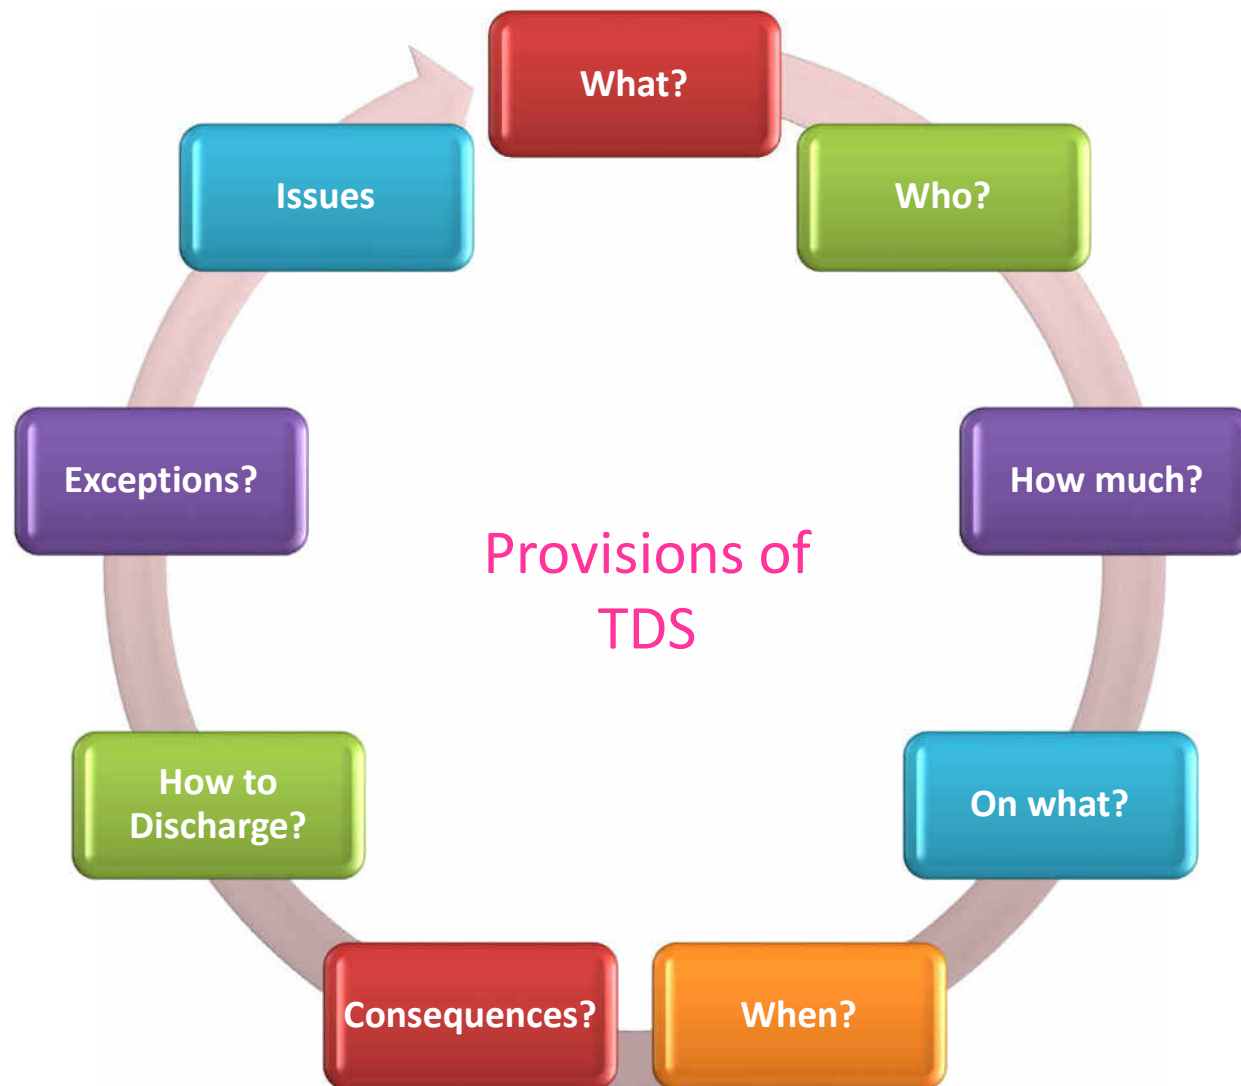 What?
Who?
How much?
On what?
When?
Consequences?
How to
Discharge?
Exceptions?
Issues
Provisions of
TDS